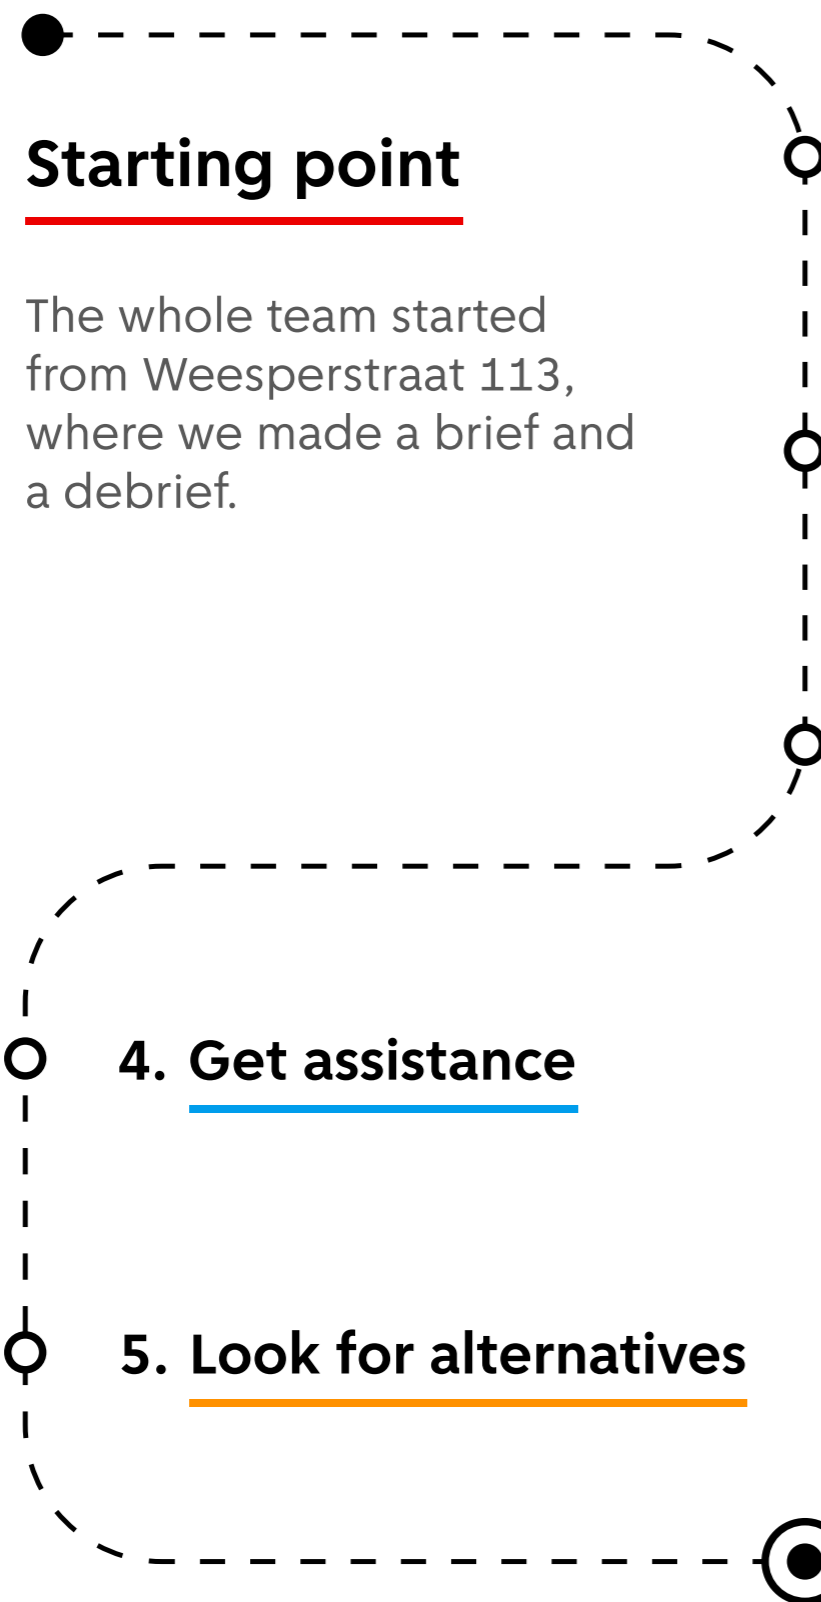 Starting point
The whole team started
from Weesperstraat 113,
where we made a brief and
a debrief.
4. Get assistance
5. Look for alternatives